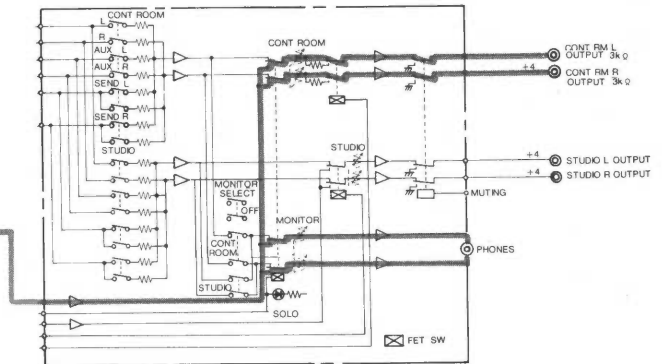 CONT ROOM
L
R
AUX L
AUX R
SEND L
SEND R
STUDIO
CONT ROOM
CONT RM L
OUTPUT 3kΩ
+4
CONT RM R
OUTPUT 3kΩ
STUDIO
+4
STUDIO L OUTPUT
+4
STUDIO R OUTPUT
MUTING
MONITOR
SELECT
OFF
MONITOR
CONT
ROOM
PHONES
STUDIO
SOLO
FET SW